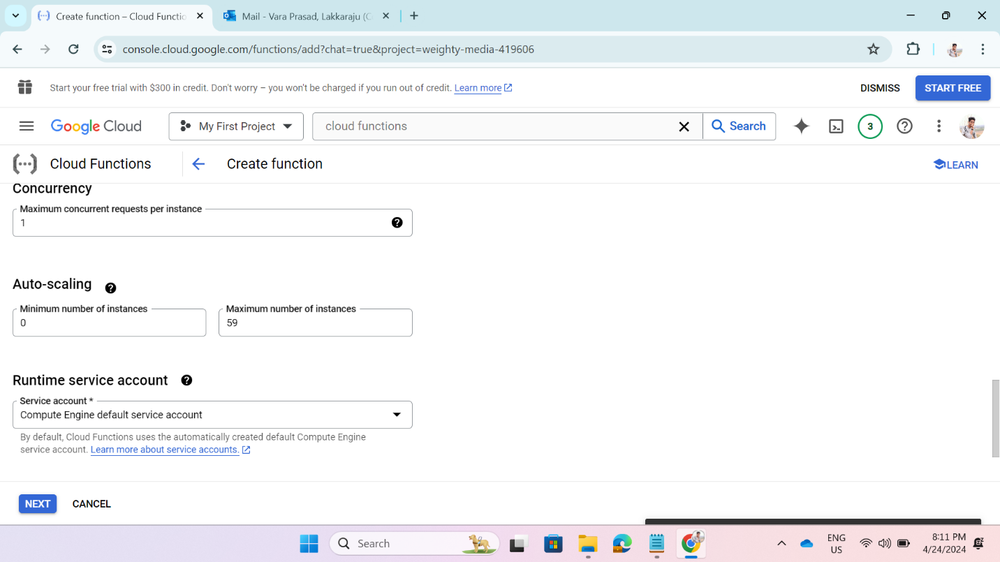 Create function – Cloud Functio
Mail - Vara Prasad, Lakkaraju (C
console.cloud.google.com/functions/add?chat=true&project=weighty-media-419606
Start your free trial with $300 in credit. Don't worry – you won't be charged if you run out of credit. Learn more
DISMISS
START FREE
Google Cloud
My First Project
cloud functions
Search
3
Cloud Functions
Create function
LEARN
Concurrency
Maximum concurrent requests per instance
1
Auto-scaling
Minimum number of instances
0
Maximum number of instances
59
Runtime service account
Service account *
Compute Engine default service account
By default, Cloud Functions uses the automatically created default Compute Engine
service account. Learn more about service accounts.
NEXT
CANCEL
Search
ENG
US
8:11 PM
4/24/2024